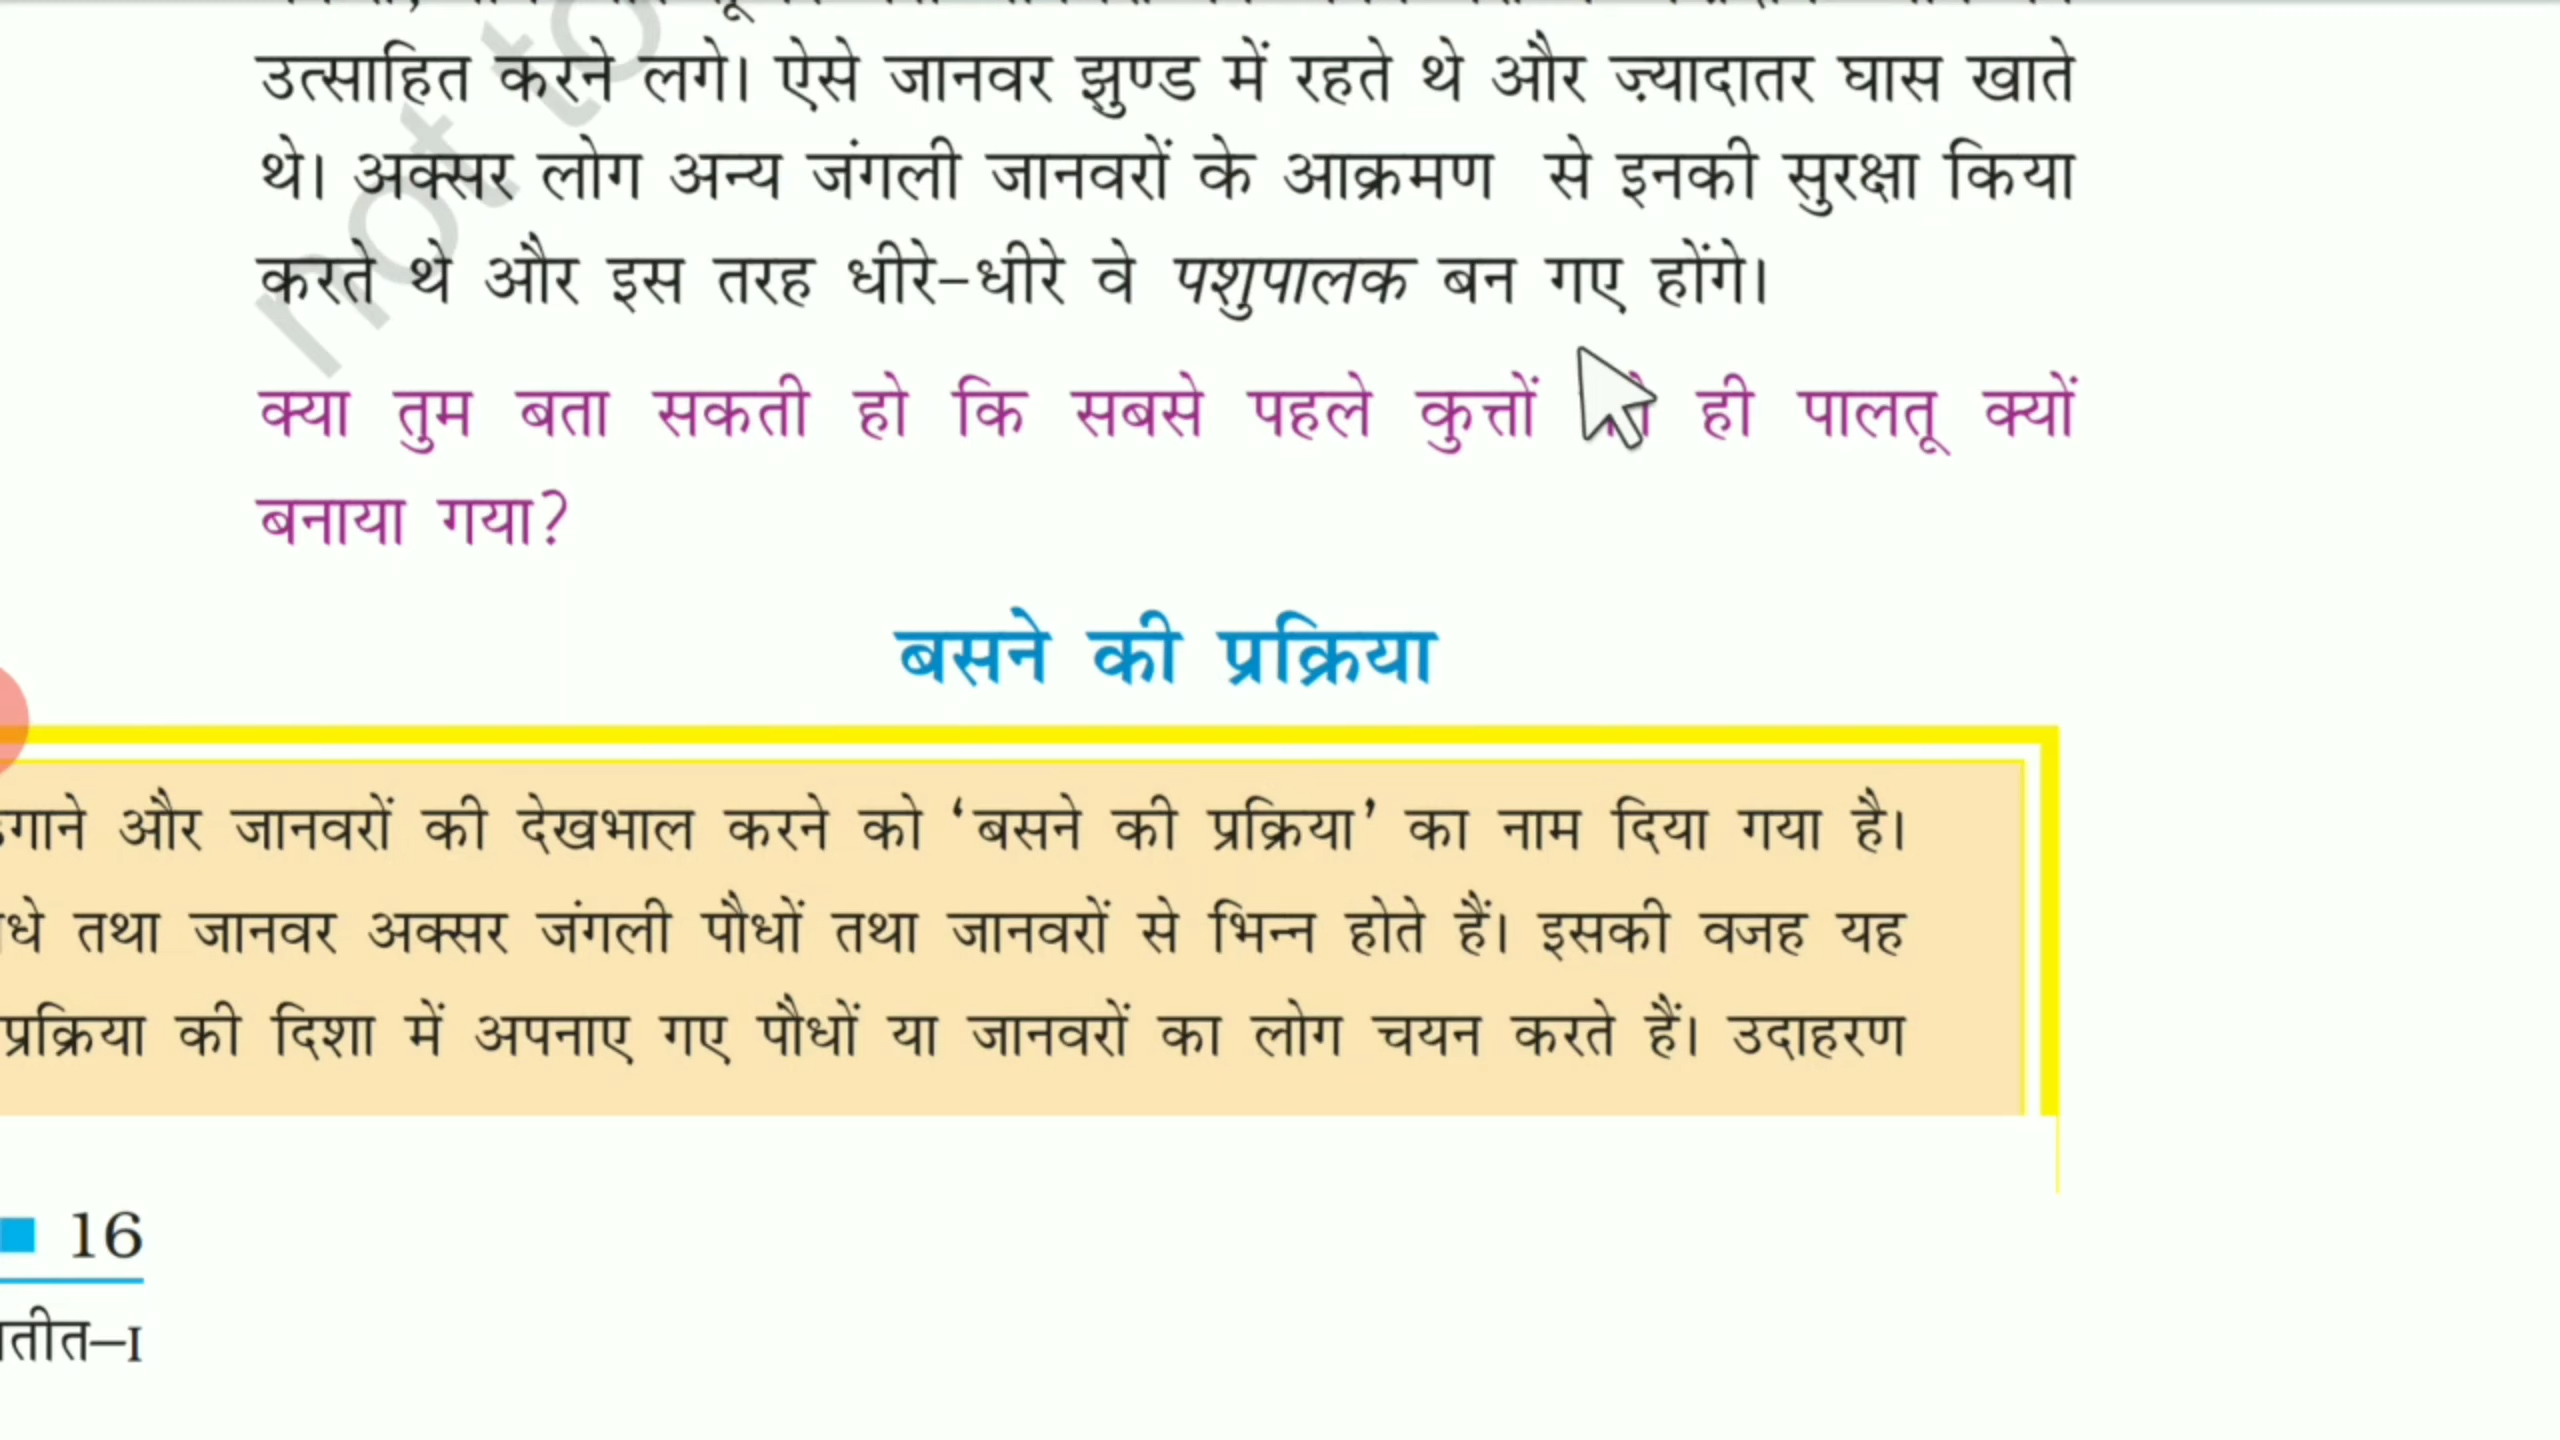 not to
उत्साहित करने लगे। ऐसे जानवर झुण्ड में रहते थे और ज़्यादातर घास खाते
थे। अक्सर लोग अन्य जंगली जानवरों के आक्रमण से इनकी सुरक्षा किया
करते थे और इस तरह धीरे-धीरे वे पशुपालक बन गए होंगे।
क्या तुम बता सकती हो कि सबसे पहले कुत्तों ही पालतू क्यों
बनाया गया?
बसने की प्रक्रिया
और जानवरों की देखभाल करने को ‘बसने की प्रक्रिया’ का नाम दिया गया है।
तथा जानवर अक्सर जंगली पौधों तथा जानवरों से भिन्न होते हैं। इसकी वजह यह
प्रक्रिया की दिशा में अपनाए गए पौधों या जानवरों का लोग चयन करते हैं। उदाहरण
16